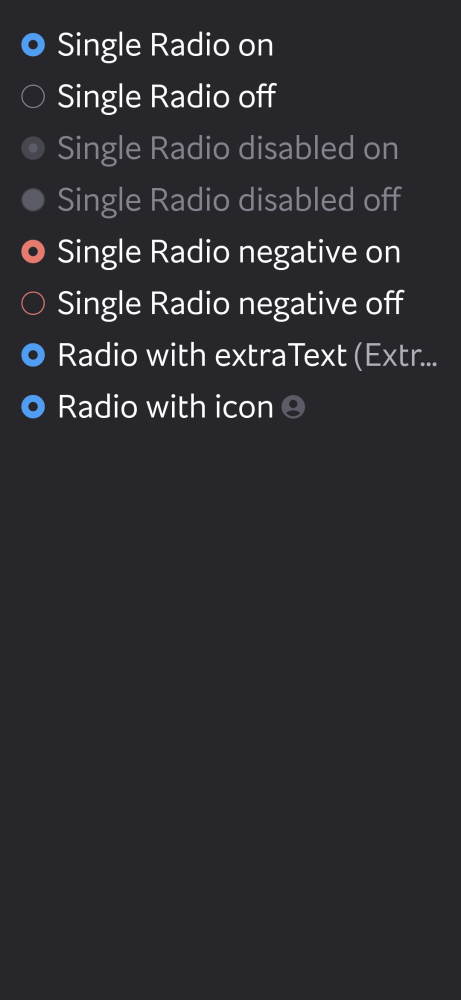 Single Radio on
Single Radio off
Single Radio disabled on
Single Radio disabled off
Single Radio negative on
Single Radio negative off
Radio with extraText (Extr...
Radio with icon